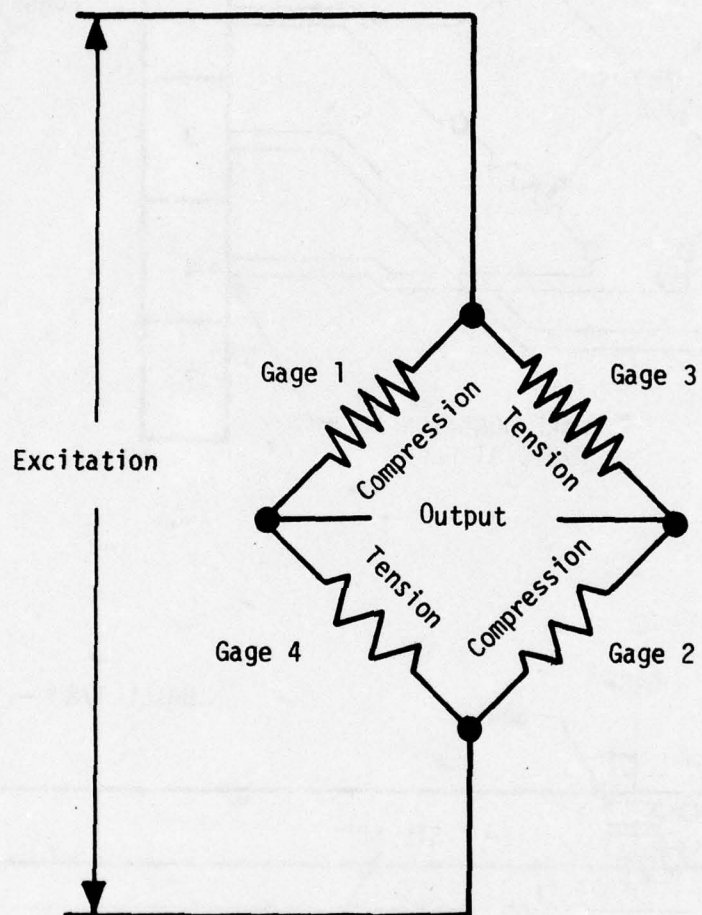 Gage 1
Gage 3
Compression
Tension
Excitation
Output
Tension
Compression
Gage 4
Gage 2